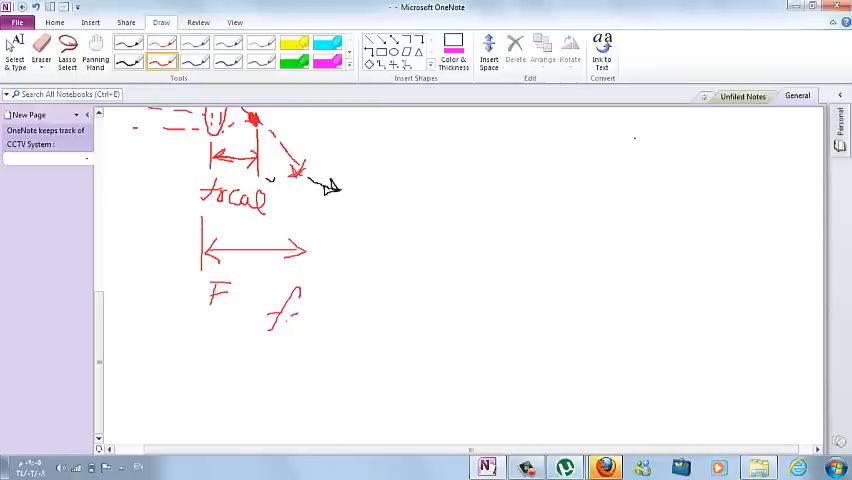 - - Microsoft OneNote
File Home Insert Share Draw Review View
Select & Type
Eraser
Lasso Select
Panning Hand
Color & Thickness
Insert Space
Delete
Arrange
Rotate
Ink to Text
Tools
Insert Shapes
Edit
Convert
Search All Notebooks (Ctrl+E)
Unfiled Notes
General
New Page
OneNote keeps track of
CCTV System :
Personal
focal
F
f
EN